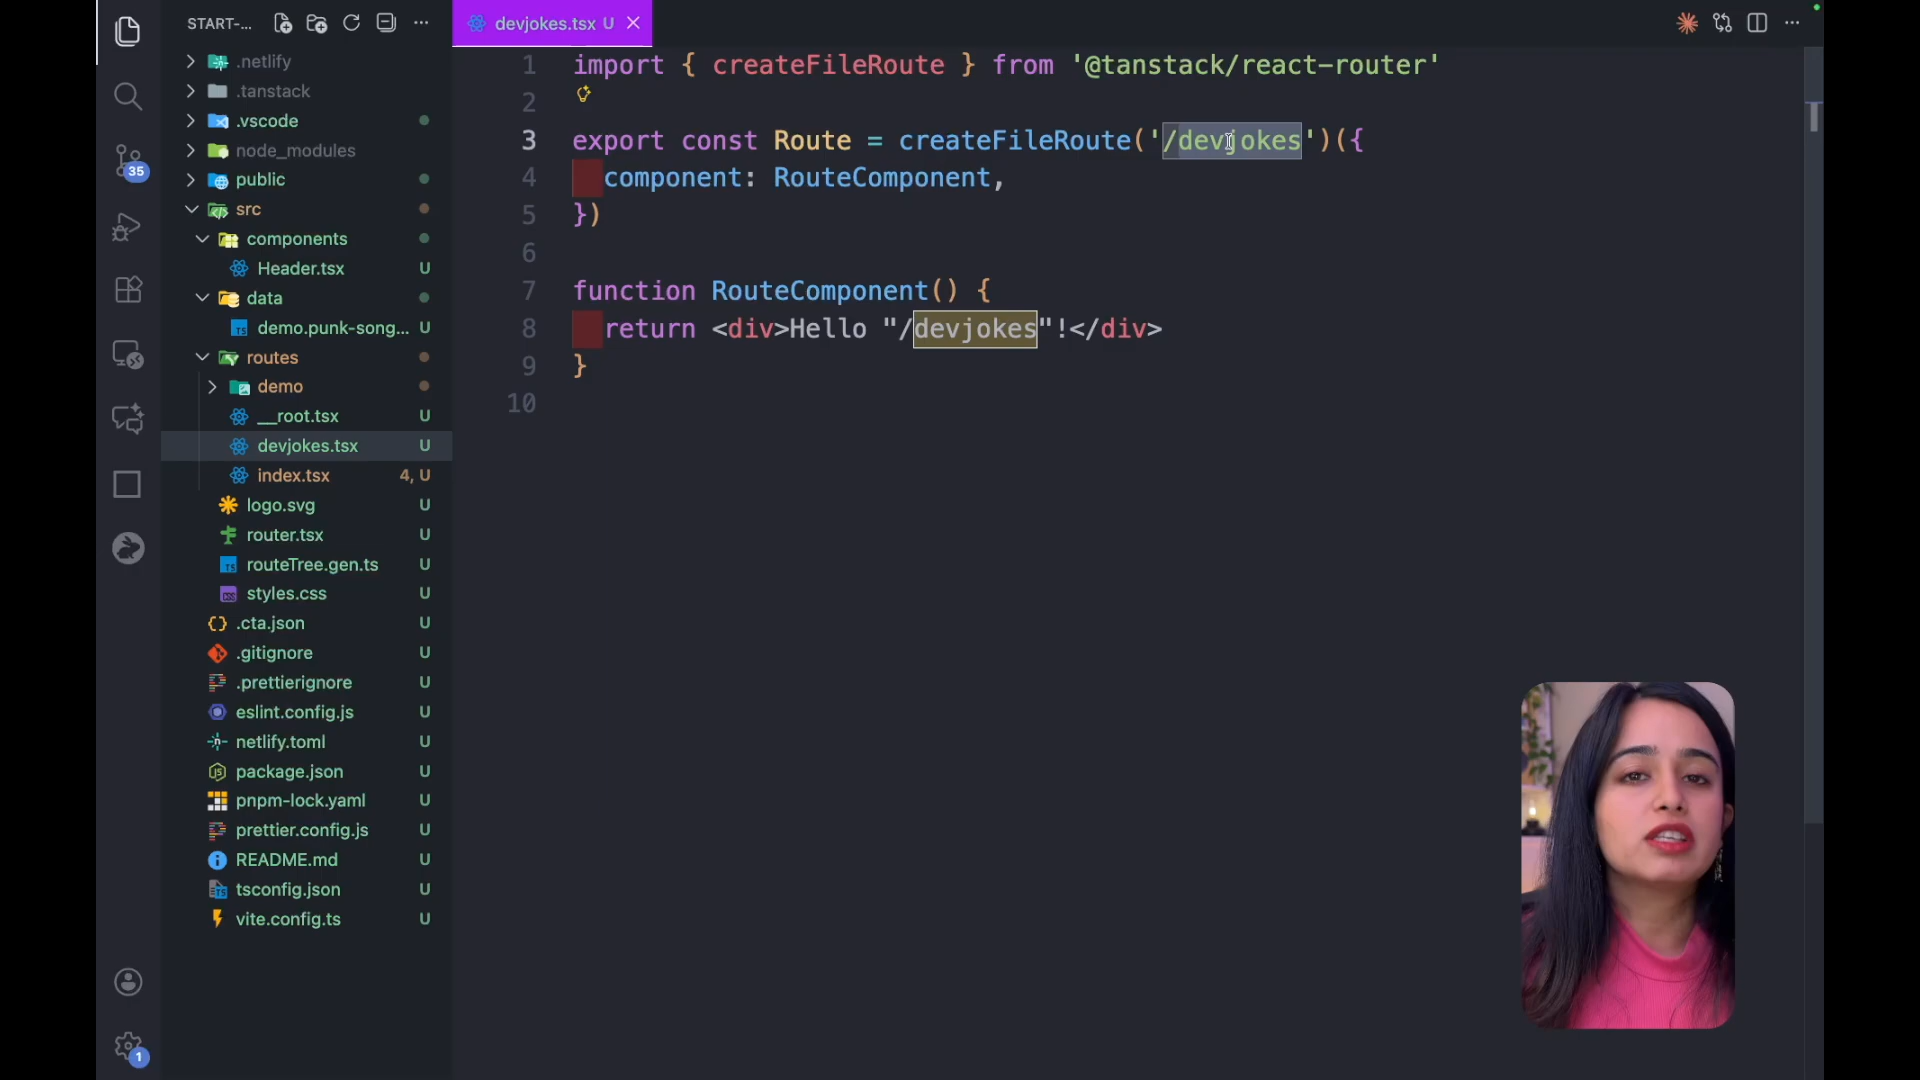 START-...
devjokes.tsx U
.netlify
.tanstack
.vscode
node_modules
public
src
components
Header.tsx U
data
demo.punk-song... U
routes
demo
__root.tsx U
devjokes.tsx U
index.tsx 4, U
logo.svg U
router.tsx U
TS routeTree.gen.ts U
styles.css U
.cta.json U
.gitignore U
.prettierignore U
eslint.config.js U
netlify.toml U
package.json U
pnpm-lock.yaml U
prettier.config.js U
README.md U
tsconfig.json U
vite.config.ts U
35
1
1 import { createFileRoute } from '@tanstack/react-router'
2
3 export const Route = createFileRoute('/devjokes')({
4 component: RouteComponent,
5 })
6
7 function RouteComponent() {
8 return <div>Hello "/devjokes"!</div>
9 }
10